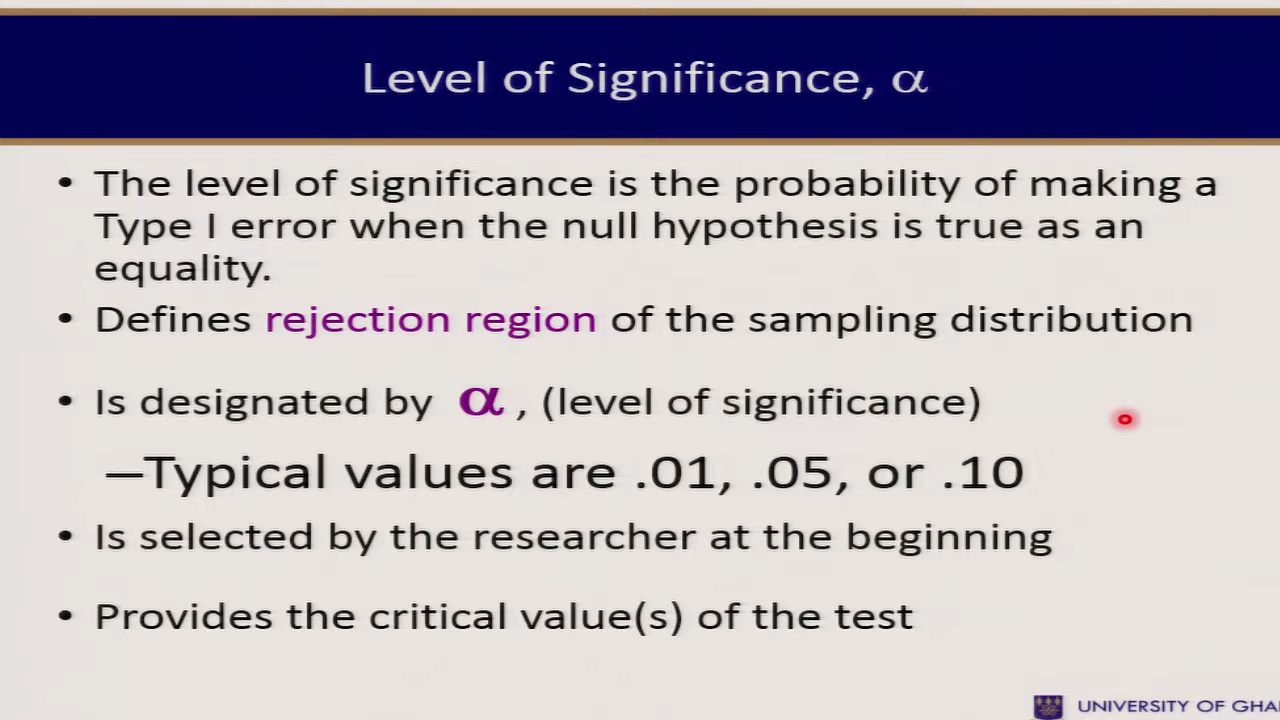 Level of Significance, α
• The level of significance is the probability of making a
Type I error when the null hypothesis is true as an
equality.
• Defines rejection region of the sampling distribution
• Is designated by α , (level of significance)
–Typical values are .01, .05, or .10
• Is selected by the researcher at the beginning
• Provides the critical value(s) of the test
UNIVERSITY OF GHA